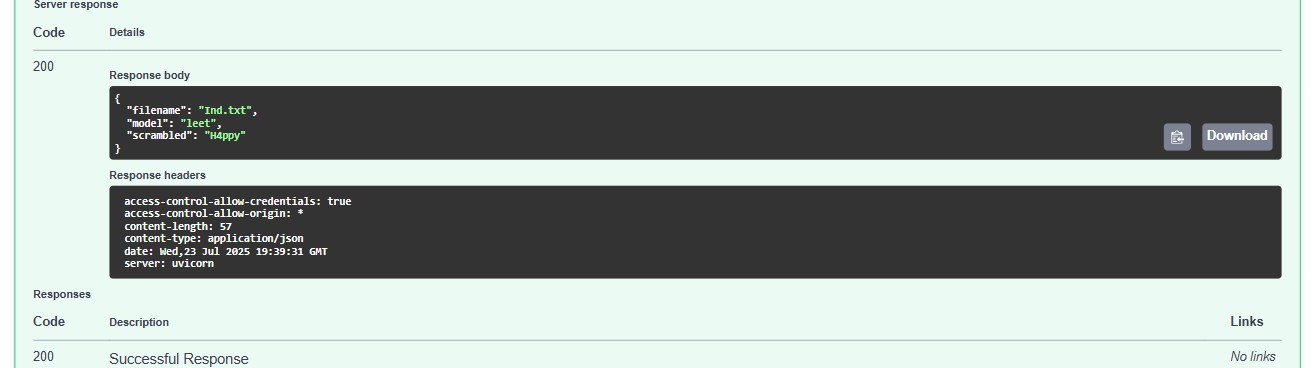 Server response
Code Details
200
Response body
{
"filename": "Ind.txt",
"model": "leet",
"scrambled": "H4ppy"
}
Download
Response headers
access-control-allow-credentials: true
access-control-allow-origin: *
content-length: 57
content-type: application/json
date: Wed,23 Jul 2025 19:39:31 GMT
server: uvicorn
Responses
Code Description Links
200 Successful Response No links